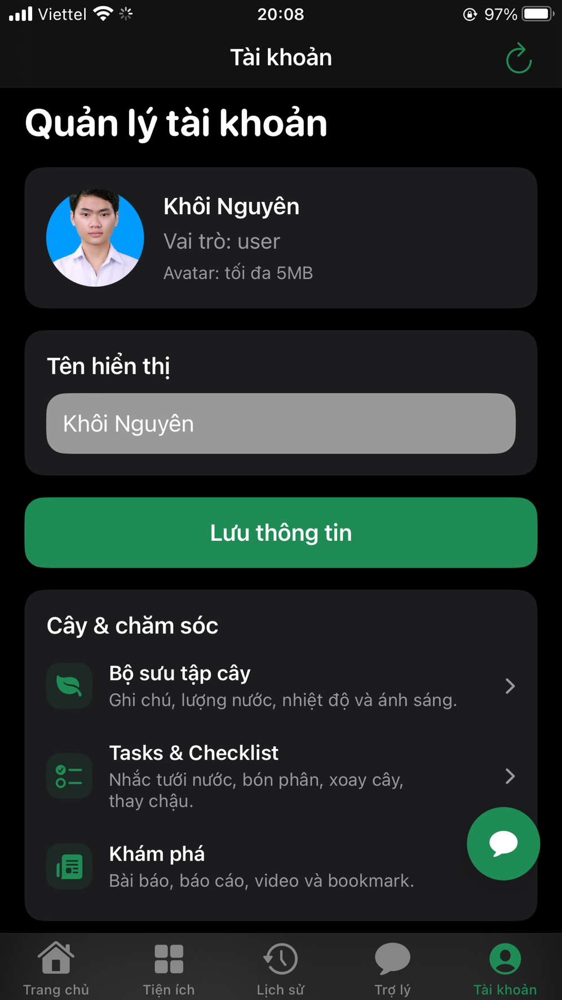 Viettel 20:08 97%
Tài khoản
Quản lý tài khoản
Khôi Nguyên
Vai trò: user
Avatar: tối đa 5MB
Tên hiển thị
Khôi Nguyên
Lưu thông tin
Cây & chăm sóc
Bộ sưu tập cây
Ghi chú, lượng nước, nhiệt độ và ánh sáng.
Tasks & Checklist
Nhắc tưới nước, bón phân, xoay cây,
thay chậu.
Khám phá
Bài báo, báo cáo, video và bookmark.
Trang chủ Tiện ích Lịch sử Trợ lý Tài khoản